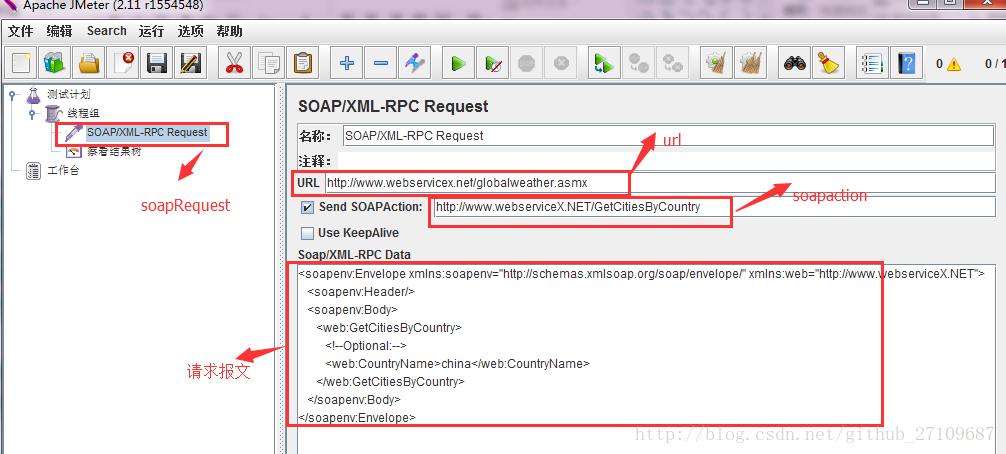 Apache JMeter (2.11 r1554548)
文件 编辑 Search 运行 选项 帮助
0
0 / 1
测试计划
线程组
SOAP/XML-RPC Request
察看结果树
工作台
soapRequest
SOAP/XML-RPC Request
名称： SOAP/XML-RPC Request
注释：
url
URL http://www.webservicex.net/globalweather.asmx
soapaction
Send SOAPAction: http://www.webserviceX.NET/GetCitiesByCountry
Use KeepAlive
Soap/XML-RPC Data
<soapenv:Envelope xmlns:soapenv="http://schemas.xmlsoap.org/soap/envelope/" xmlns:web="http://www.webserviceX.NET">
<soapenv:Header/>
<soapenv:Body>
<web:GetCitiesByCountry>
<!--Optional:-->
<web:CountryName>china</web:CountryName>
</web:GetCitiesByCountry>
</soapenv:Body>
</soapenv:Envelope>
请求报文
http://blog.csdn.net/github_27109687